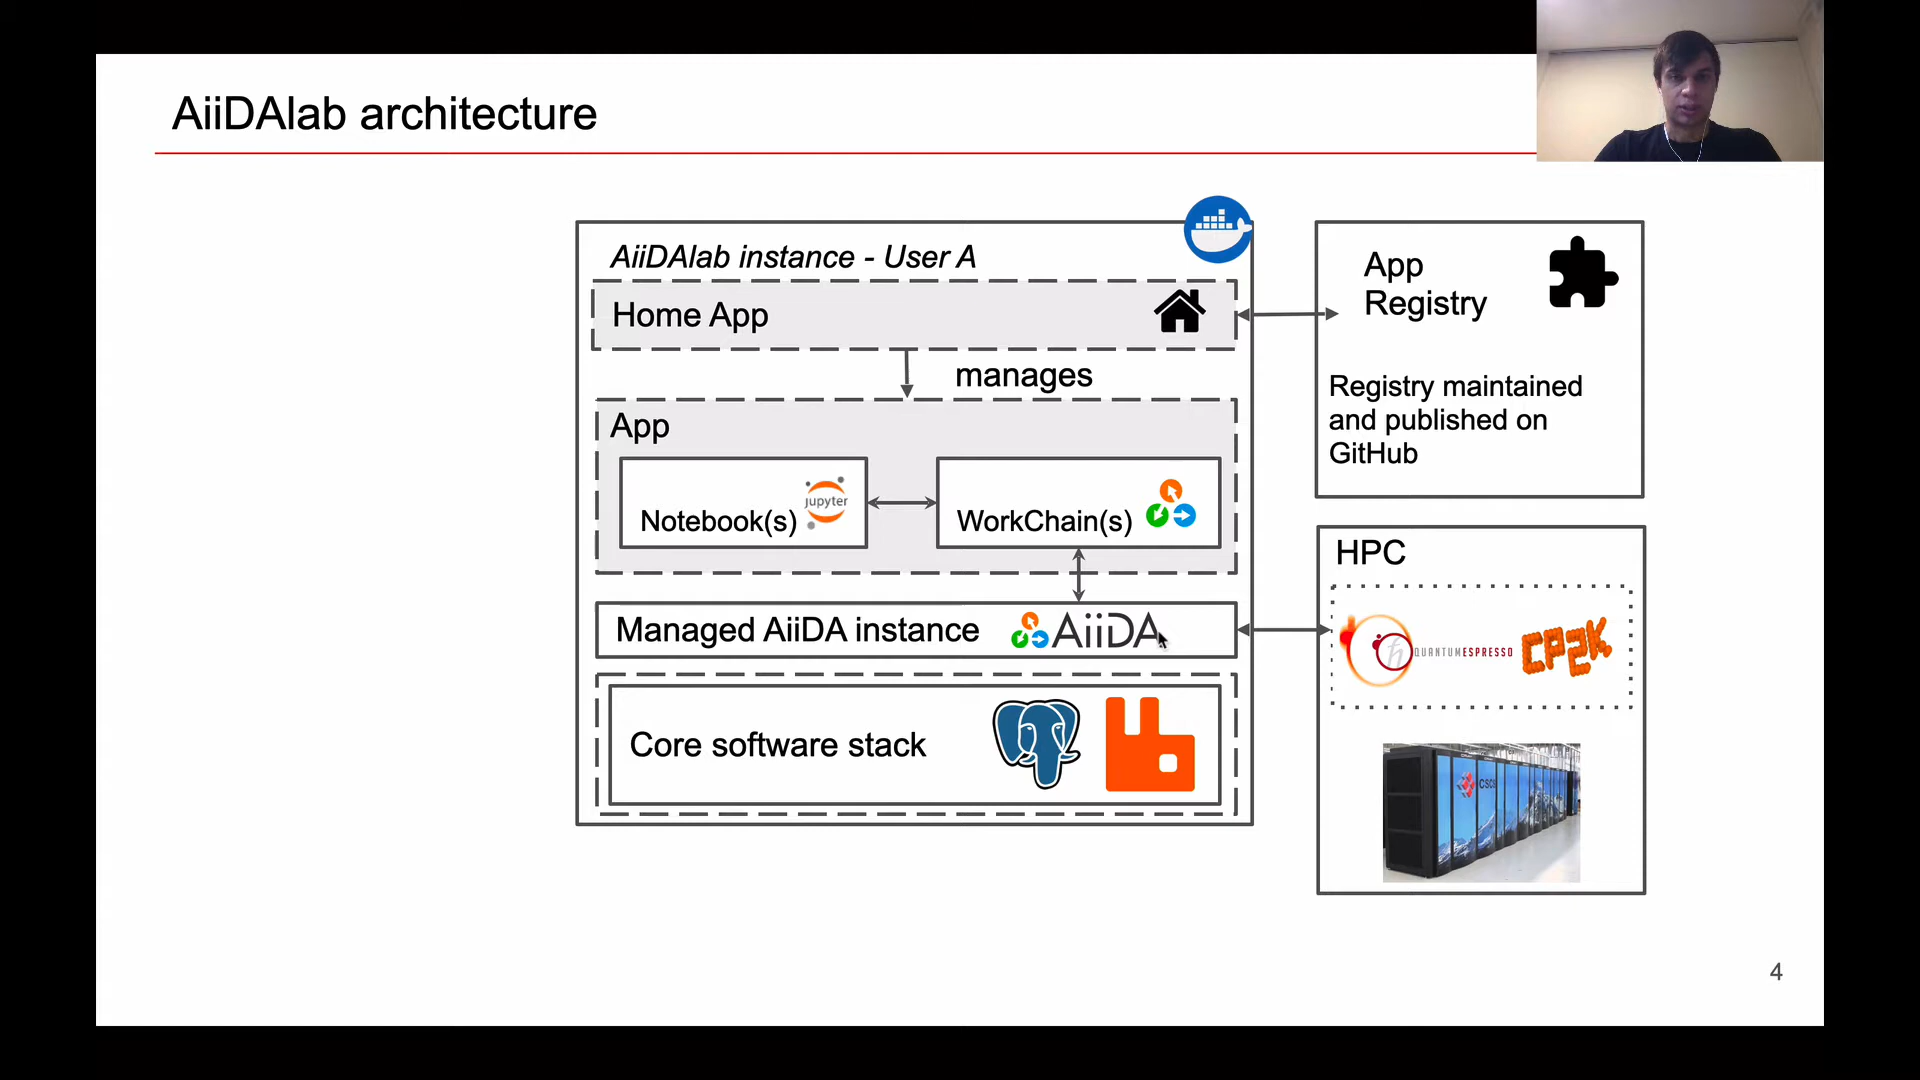 AiiDAlab architecture
AiiDAlab instance - User A
Home App
manages
App
Notebook(s)
jupyter
WorkChain(s)
Managed AiiDA instance
AiiDA
Core software stack
App
Registry
Registry maintained
and published on
GitHub
HPC
QUANTUMESPRESSO
CP2K
CSCS
4